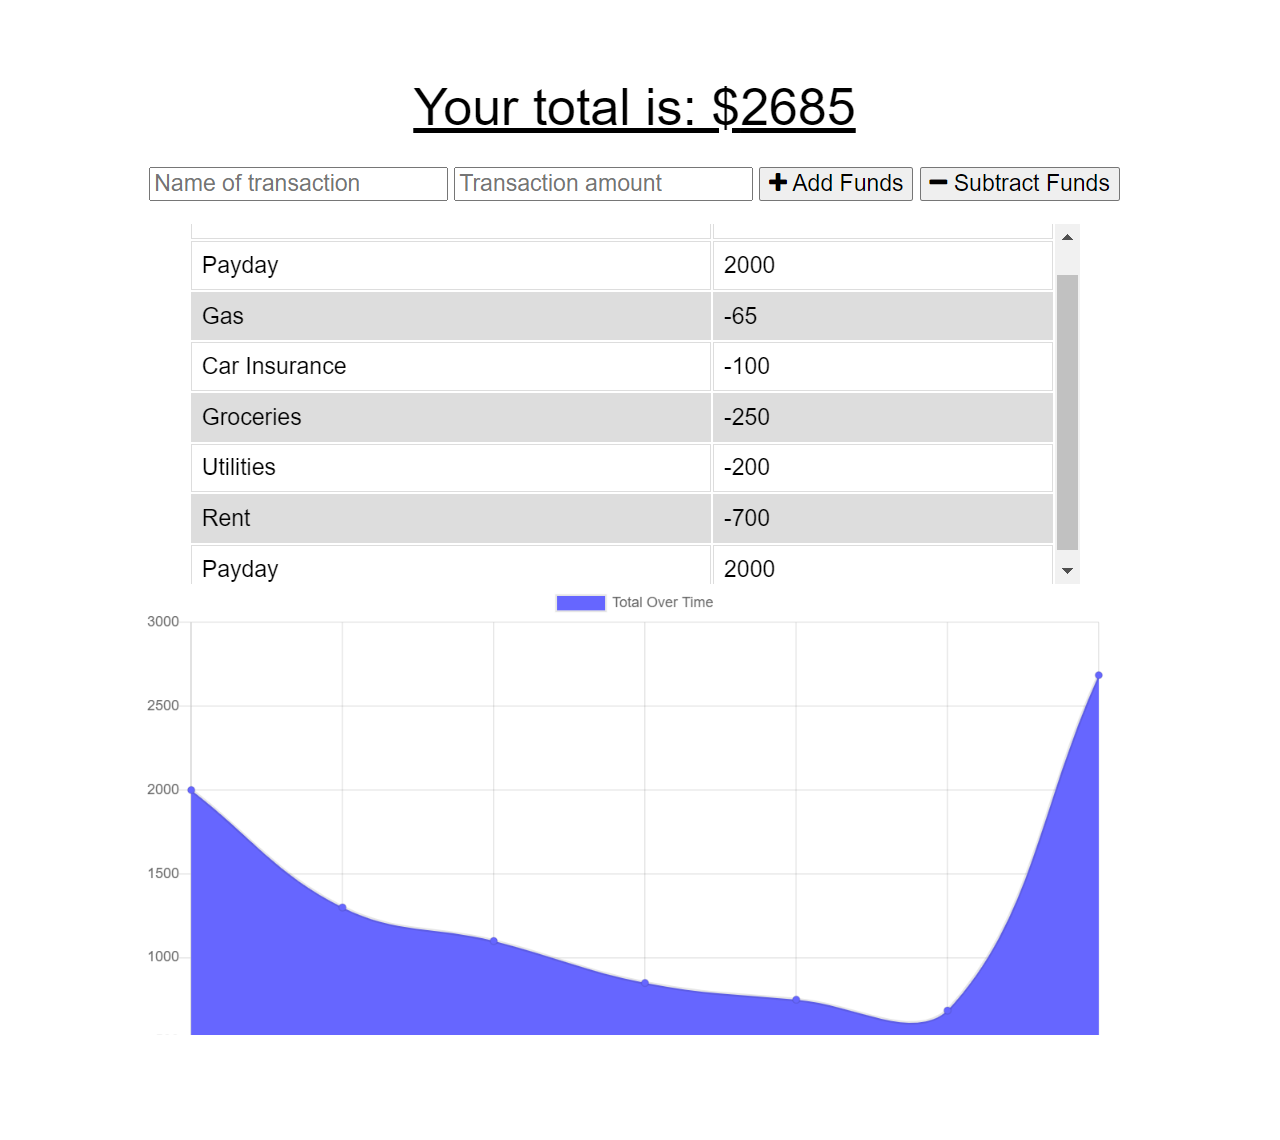 Your total is: $2685
Name of transaction Transaction amount Add Funds Subtract Funds
Payday 2000
Gas -65
Car Insurance -100
Groceries -250
Utilities -200
Rent -700
Payday 2000
Total Over Time
3000
2500
2000
1500
1000